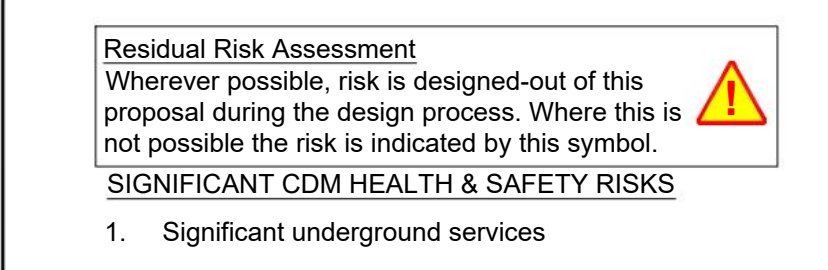 Residual Risk Assessment
Wherever possible, risk is designed-out of this
proposal during the design process. Where this is
not possible the risk is indicated by this symbol.
!
SIGNIFICANT CDM HEALTH & SAFETY RISKS
1. Significant underground services